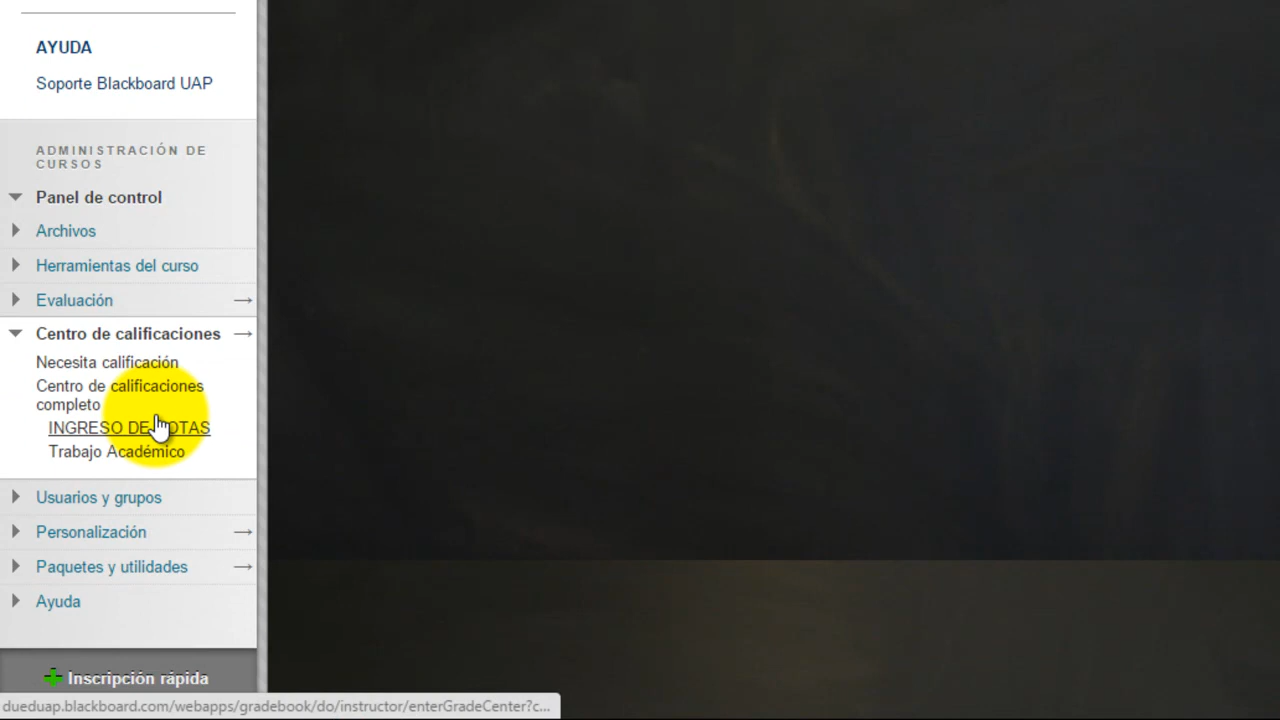 AYUDA
Soporte Blackboard UAP
ADMINISTRACIÓN DE
CURSOS
Panel de control
Archivos
Herramientas del curso
Evaluación
Centro de calificaciones
Necesita calificación
Centro de calificaciones
completo
INGRESO DE NOTAS
Trabajo Académico
Usuarios y grupos
Personalización
Paquetes y utilidades
Ayuda
Inscripción rápida
dueduap.blackboard.com/webapps/gradebook/do/instructor/enterGradeCenter?c...